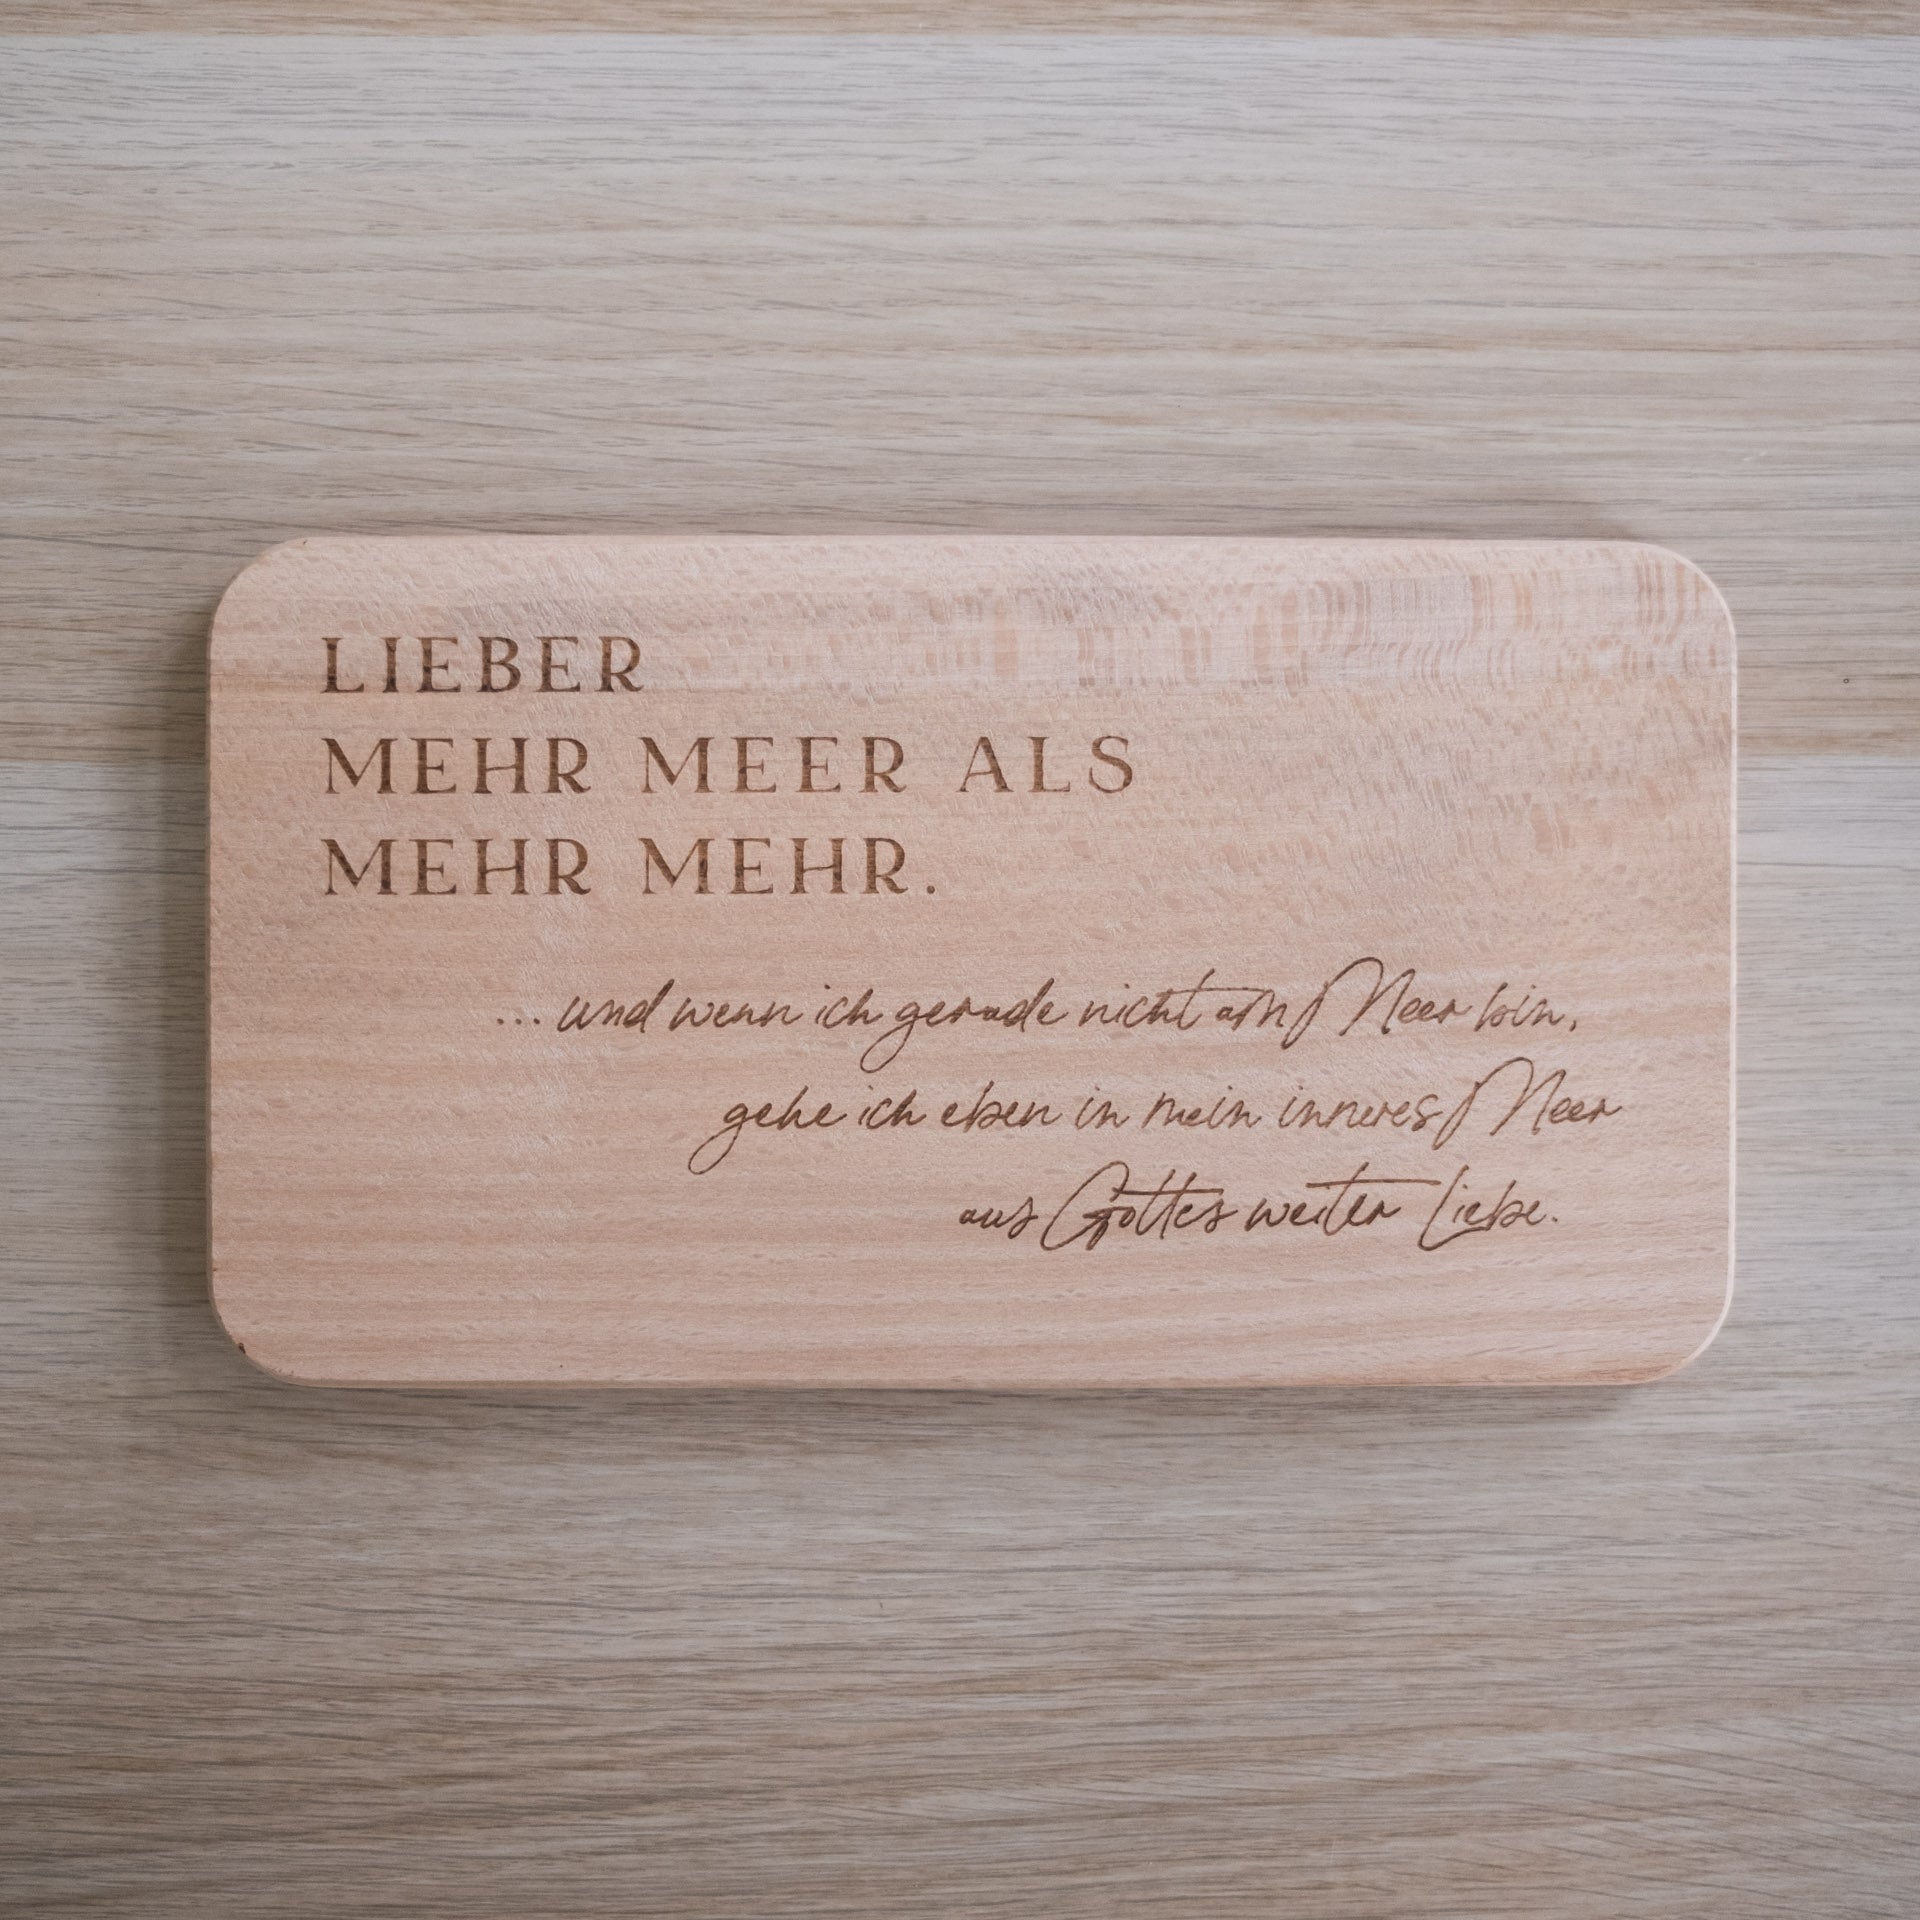 LIEBER
MEHR MEER ALS
MEHR MEHR.
...und wenn ich gerade nicht am Meer bin,
gehe ich eben in mein inneres Meer
aus Gottes weiter Liebe.